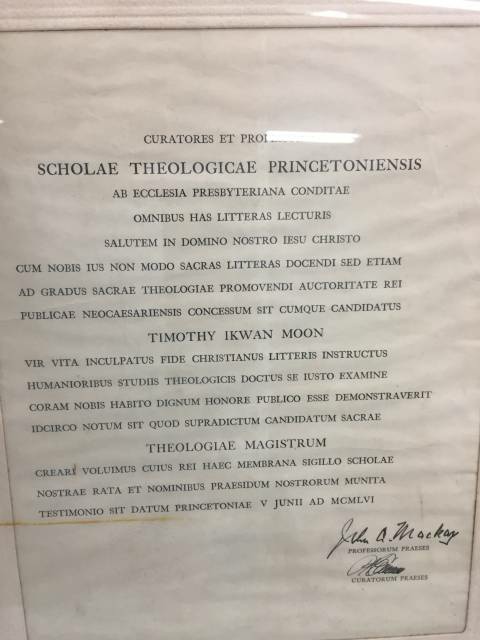 CURATORES ET
SCHOLAE THEOLOGICAE PRINCETONIENSIS
AB ECCLESIA PRESBYTERIANA CONDITAE
OMNIBUS HAS LITTERAS LECTURIS
SALUTEM IN DOMINO NOSTRO IESU CHRISTO
CUM NOBIS IUS NON MODO SACRAS LITTERAS DOCENDI SED ETIAM
AD GRADUS SACRAE THEOLOGIAE PROMOVENDI AUCTORITATE REI
PUBLICAE NEOCAESARIENSIS CONCESSUM SIT CUMQUE CANDIDATUS
TIMOTHY IKWAN MOON
VIR VITA INCULPATUS FIDE CHRISTIANUS LITTERIS INSTRUCTUS
HUMANIORIBUS STUDIIS THEOLOGICIS DOCTUS SE IUSTO EXAMINE
CORAM NOBIS HABITO DIGNUM HONORE PUBLICO ESSE DEMONSTRAVERIT
IDCIRCO NOTUM SIT QUOD SUPRADICTUM CANDIDATUM SACRAE
THEOLOGIAE MAGISTRUM
CREARI VOLUIMUS CUIUS REI HAEC MEMBRANA SIGILLO SCHOLAE
NOSTRAE RATA ET NOMINIBUS PRAESIDUM NOSTRORUM MUNITA
TESTIMONIO SIT DATUM PRINCETONIAE V JUNII AD MCMLVI
John A. Mackay
PROFESSORUM PRAESES
CURATORUM PRAESES